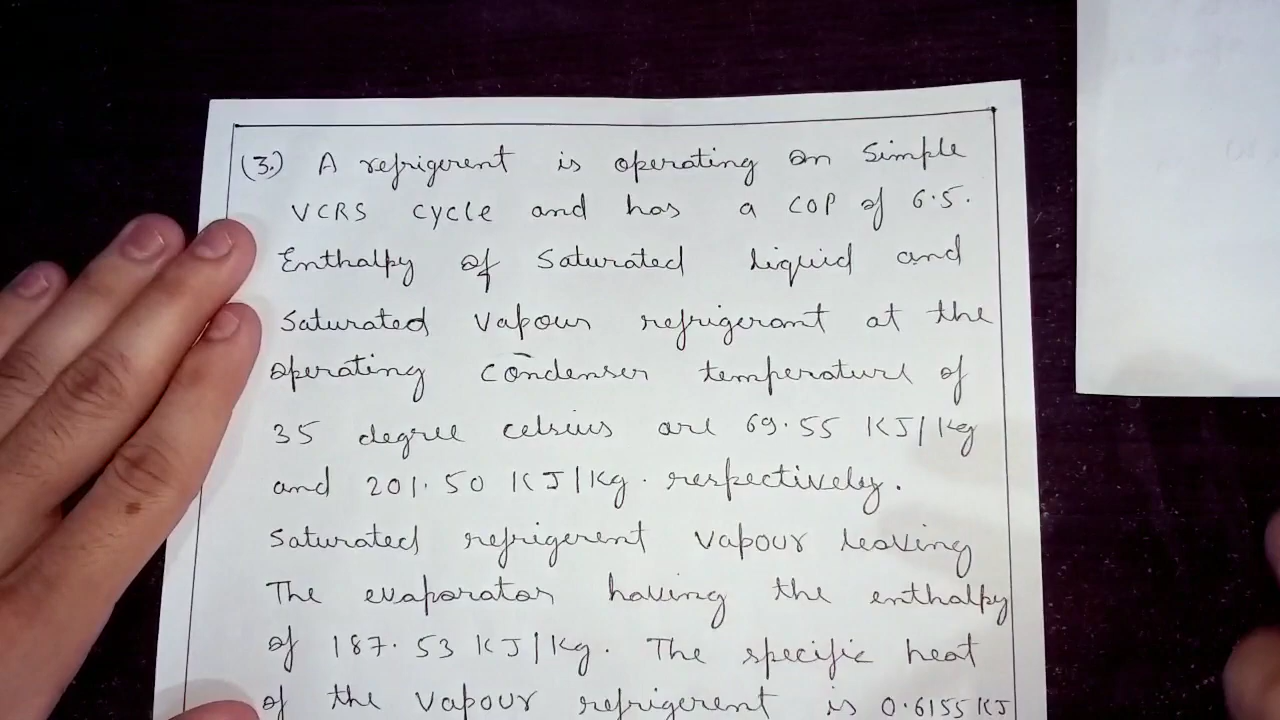 (3.) A refrigerent is operating on Simple
VCRS cycle and has a COP of 6.5.
Enthalpy of Saturated liquid and
Saturated Vapour refrigerant at the
operating condenser temperature of
35 degree celsius are 69.55 KJ/Kg
and 201.50 KJ/Kg. respectively.
Saturated refrigerent vapour leaving
The evaporator having the enthalpy
of 187.53 KJ/Kg. The specific heat
of the vapour refrigerent is 0.6155 KJ